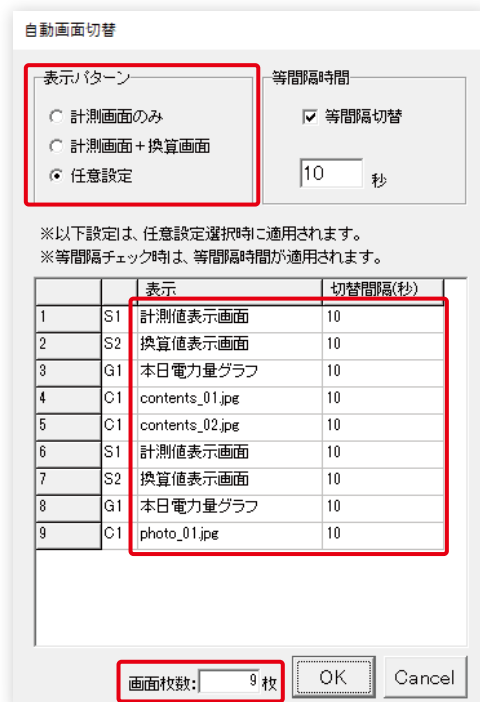 自動画面切替
表示パターン
計測画面のみ
計測画面＋換算画面
任意設定
等間隔時間
等間隔切替
10 秒
※以下設定は、任意設定選択時に適用されます。
※等間隔チェック時は、等間隔時間が適用されます。
表示 切替間隔(秒)
1 S1 計測値表示画面 10
2 S2 換算値表示画面 10
3 G1 本日電力量グラフ 10
4 C1 contents_01.jpg 10
5 C1 contents_02.jpg 10
6 S1 計測値表示画面 10
7 S2 換算値表示画面 10
8 G1 本日電力量グラフ 10
9 C1 photo_01.jpg 10
画面枚数: 9 枚
OK
Cancel